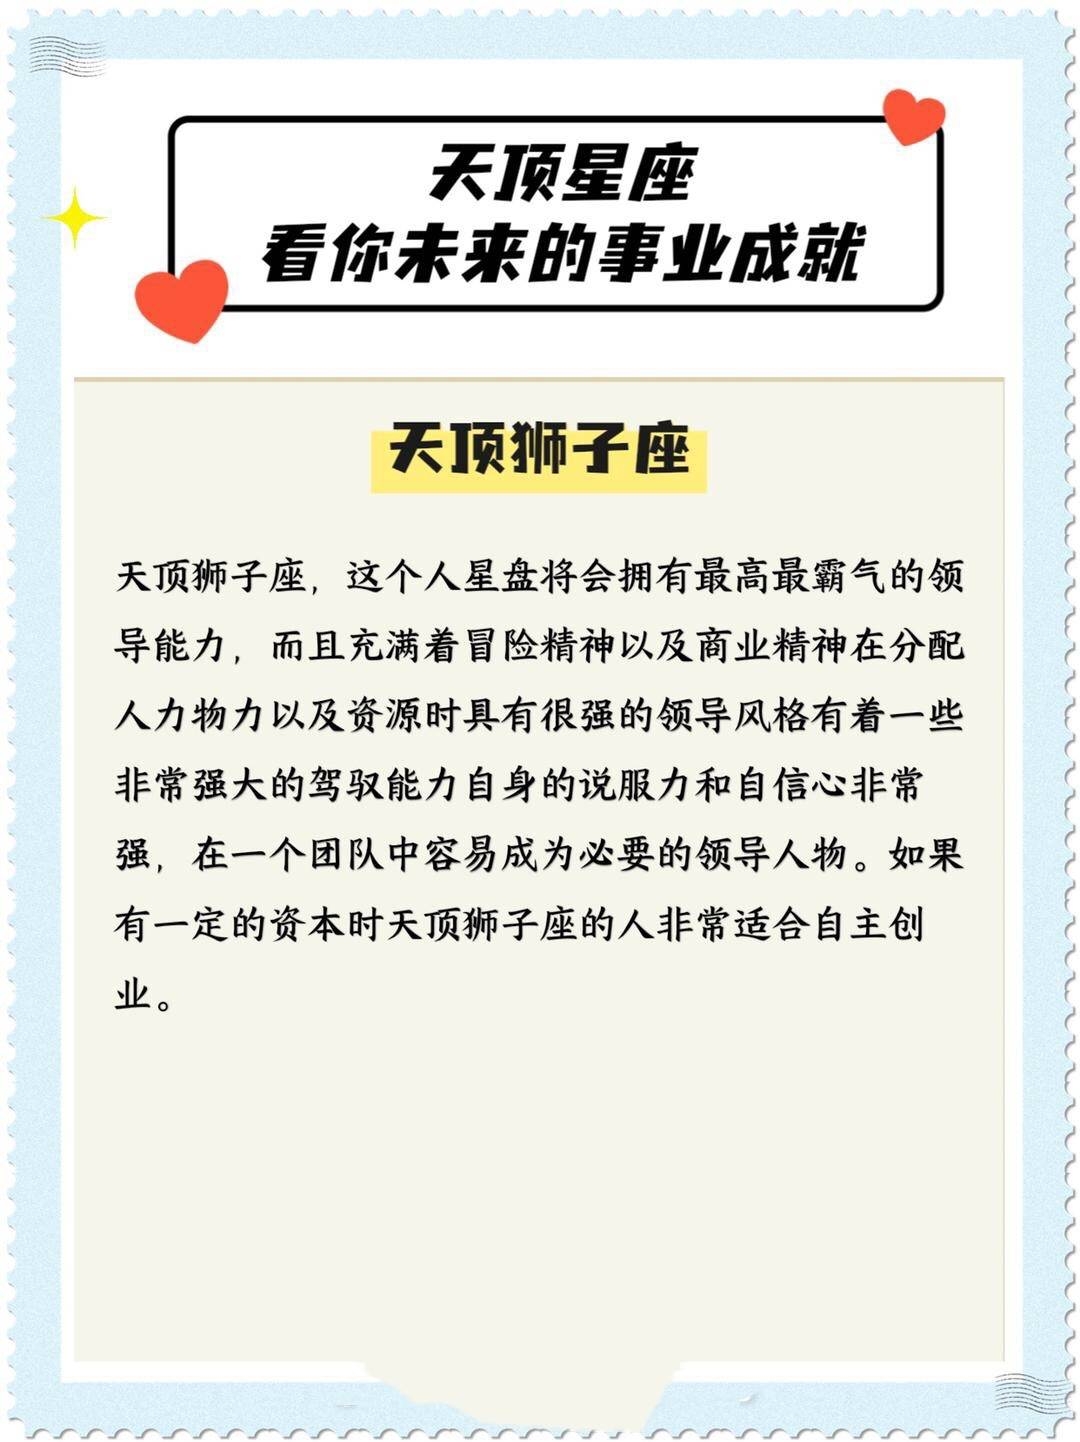 天顶星座
看你未来的事业成就
天顶狮子座
天顶狮子座，这个人星盘将会拥有最高最霸气的领
导能力，而且充满着冒险精神以及商业精神在分配
人力物力以及资源时具有很强的领导风格有着一些
非常强大的驾驭能力自身的说服力和自信心非常
强，在一个团队中容易成为必要的领导人物。如果
有一定的资本时天顶狮子座的人非常适合自主创
业。